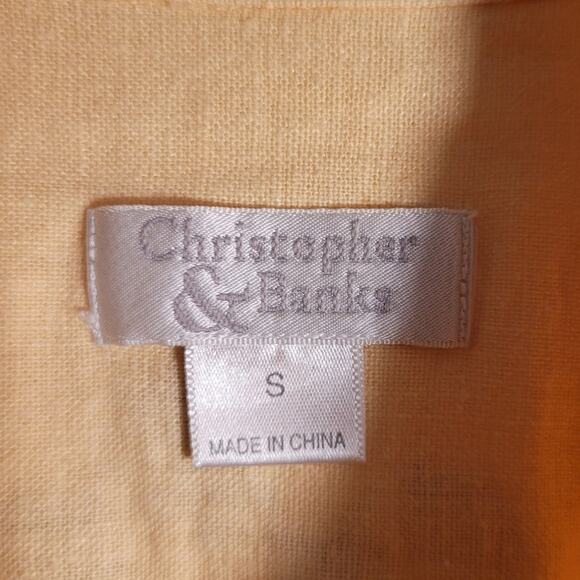 Christopher
& Banks
S
MADE IN CHINA